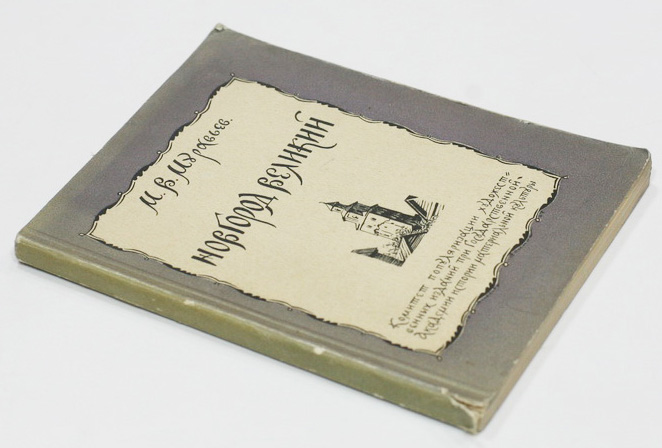 М. В. Муравьев.
НОВГОРОД ВЕЛИКИЙ
Комитет популяризации художест=
венных изданий при Государственной
Академии истории материальной культуры